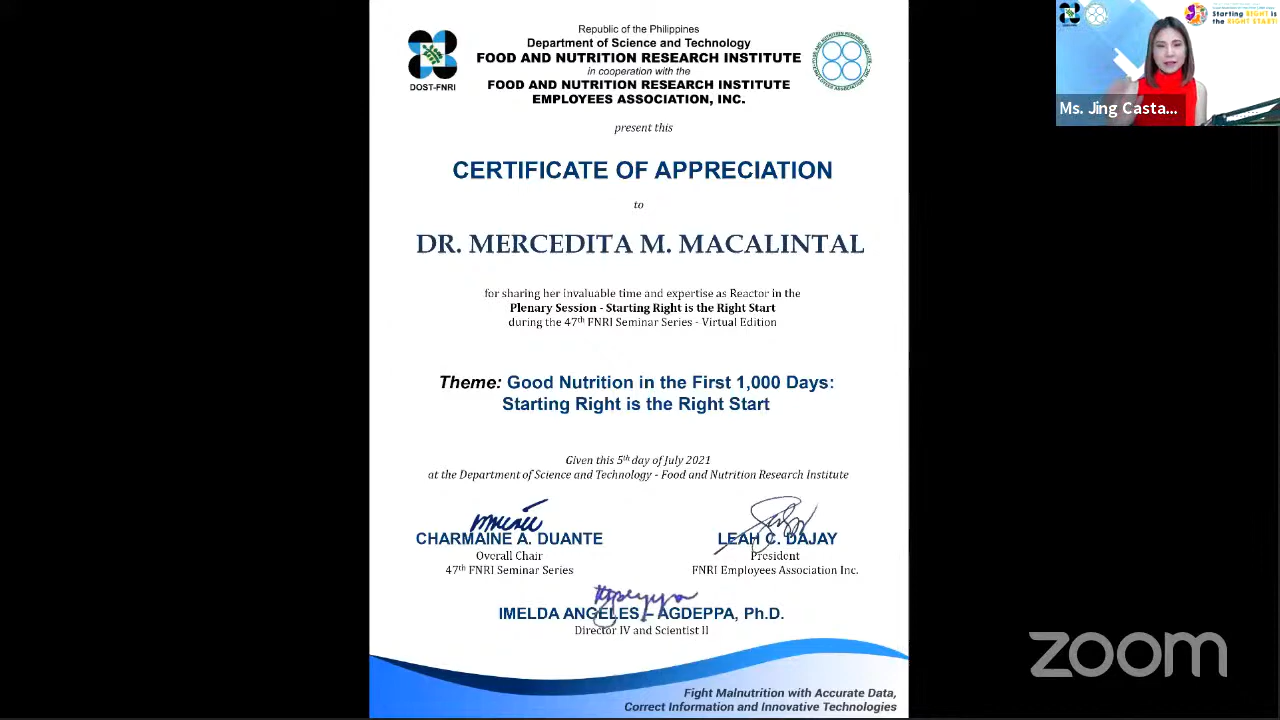 Republic of the Philippines
Department of Science and Technology
FOOD AND NUTRITION RESEARCH INSTITUTE
in cooperation with the
FOOD AND NUTRITION RESEARCH INSTITUTE
EMPLOYEES ASSOCIATION, INC.
DOST-FNRI
present this
CERTIFICATE OF APPRECIATION
to
DR. MERCEDITA M. MACALINTAL
for sharing her invaluable time and expertise as Reactor in the
Plenary Session - Starting Right is the Right Start
during the 47th FNRI Seminar Series - Virtual Edition
Theme: Good Nutrition in the First 1,000 Days:
Starting Right is the Right Start
Given this 5th day of July 2021
at the Department of Science and Technology - Food and Nutrition Research Institute
CHARMAINE A. DUANTE
Overall Chair
47th FNRI Seminar Series
LEAH C. DAJAY
President
FNRI Employees Association Inc.
IMELDA ANGELES – AGDEPPA, Ph.D.
Director IV and Scientist II
Fight Malnutrition with Accurate Data,
Correct Information and Innovative Technologies
Starting RIGHT is
the RIGHT START!
Ms. Jing Casta...
zoom